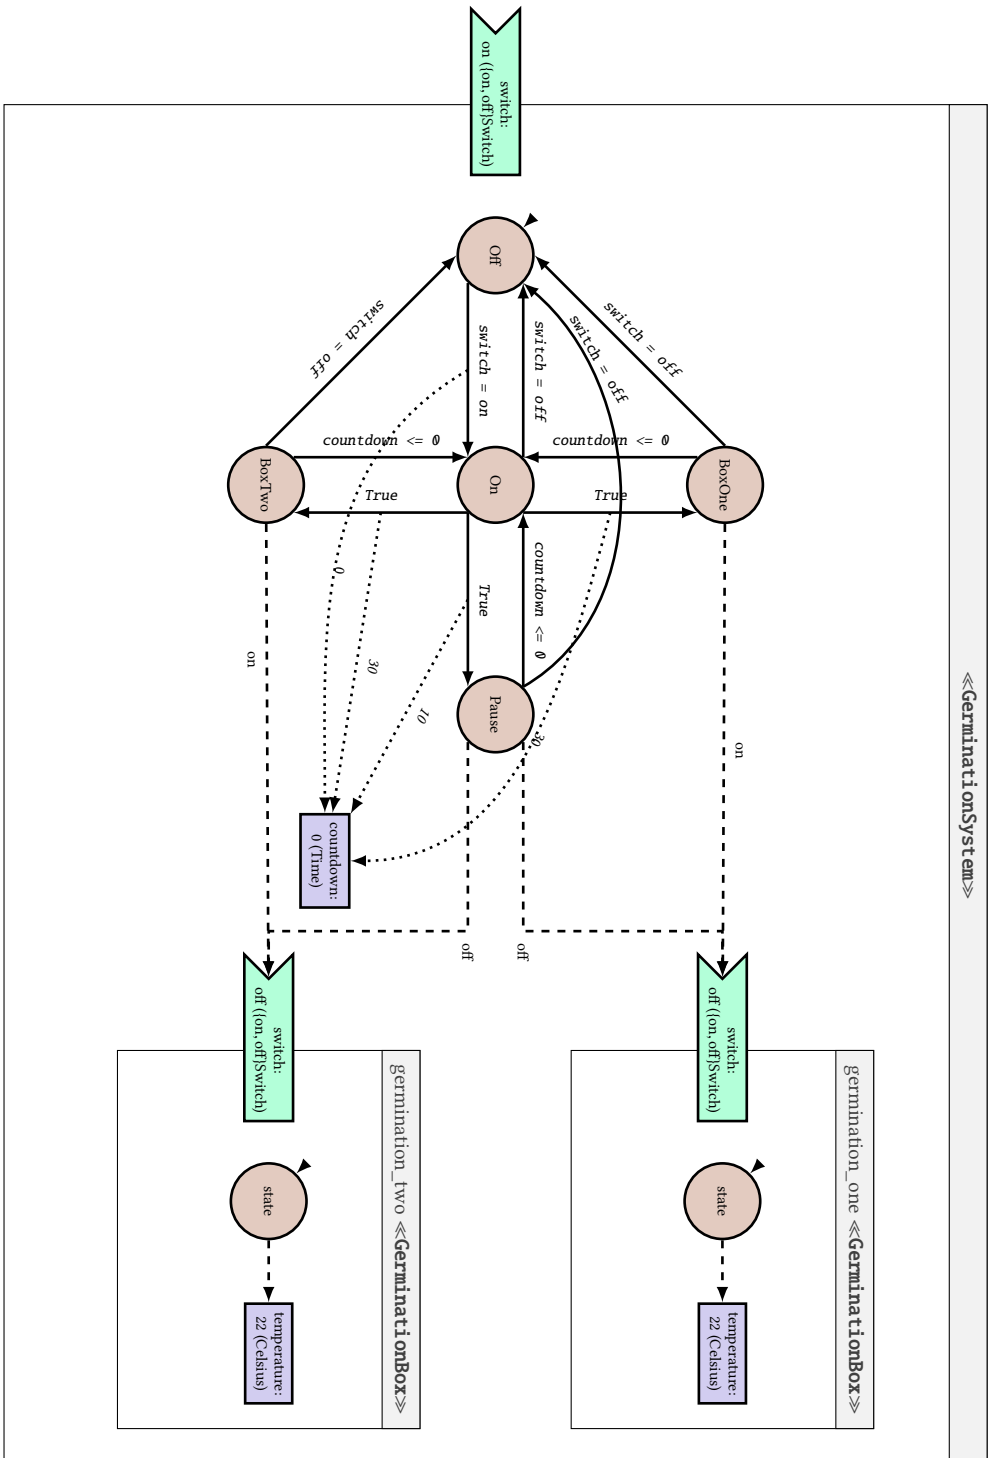 ≪GerminationSystem≫
switch:
on ({on, off}Switch)
Off
On
Pause
BoxOne
BoxTwo
switch = off
switch = off
switch = off
switch = on
switch = off
countdown <= 0
countdown <= 0
countdown <= 0
True
True
True
0
30
10
30
on
on
off
off
countdown:
0 (Time)
germination_one ≪GerminationBox≫
switch:
off ({on, off}Switch)
state
temperature:
22 (Celsius)
germination_two ≪GerminationBox≫
switch:
off ({on, off}Switch)
state
temperature:
22 (Celsius)